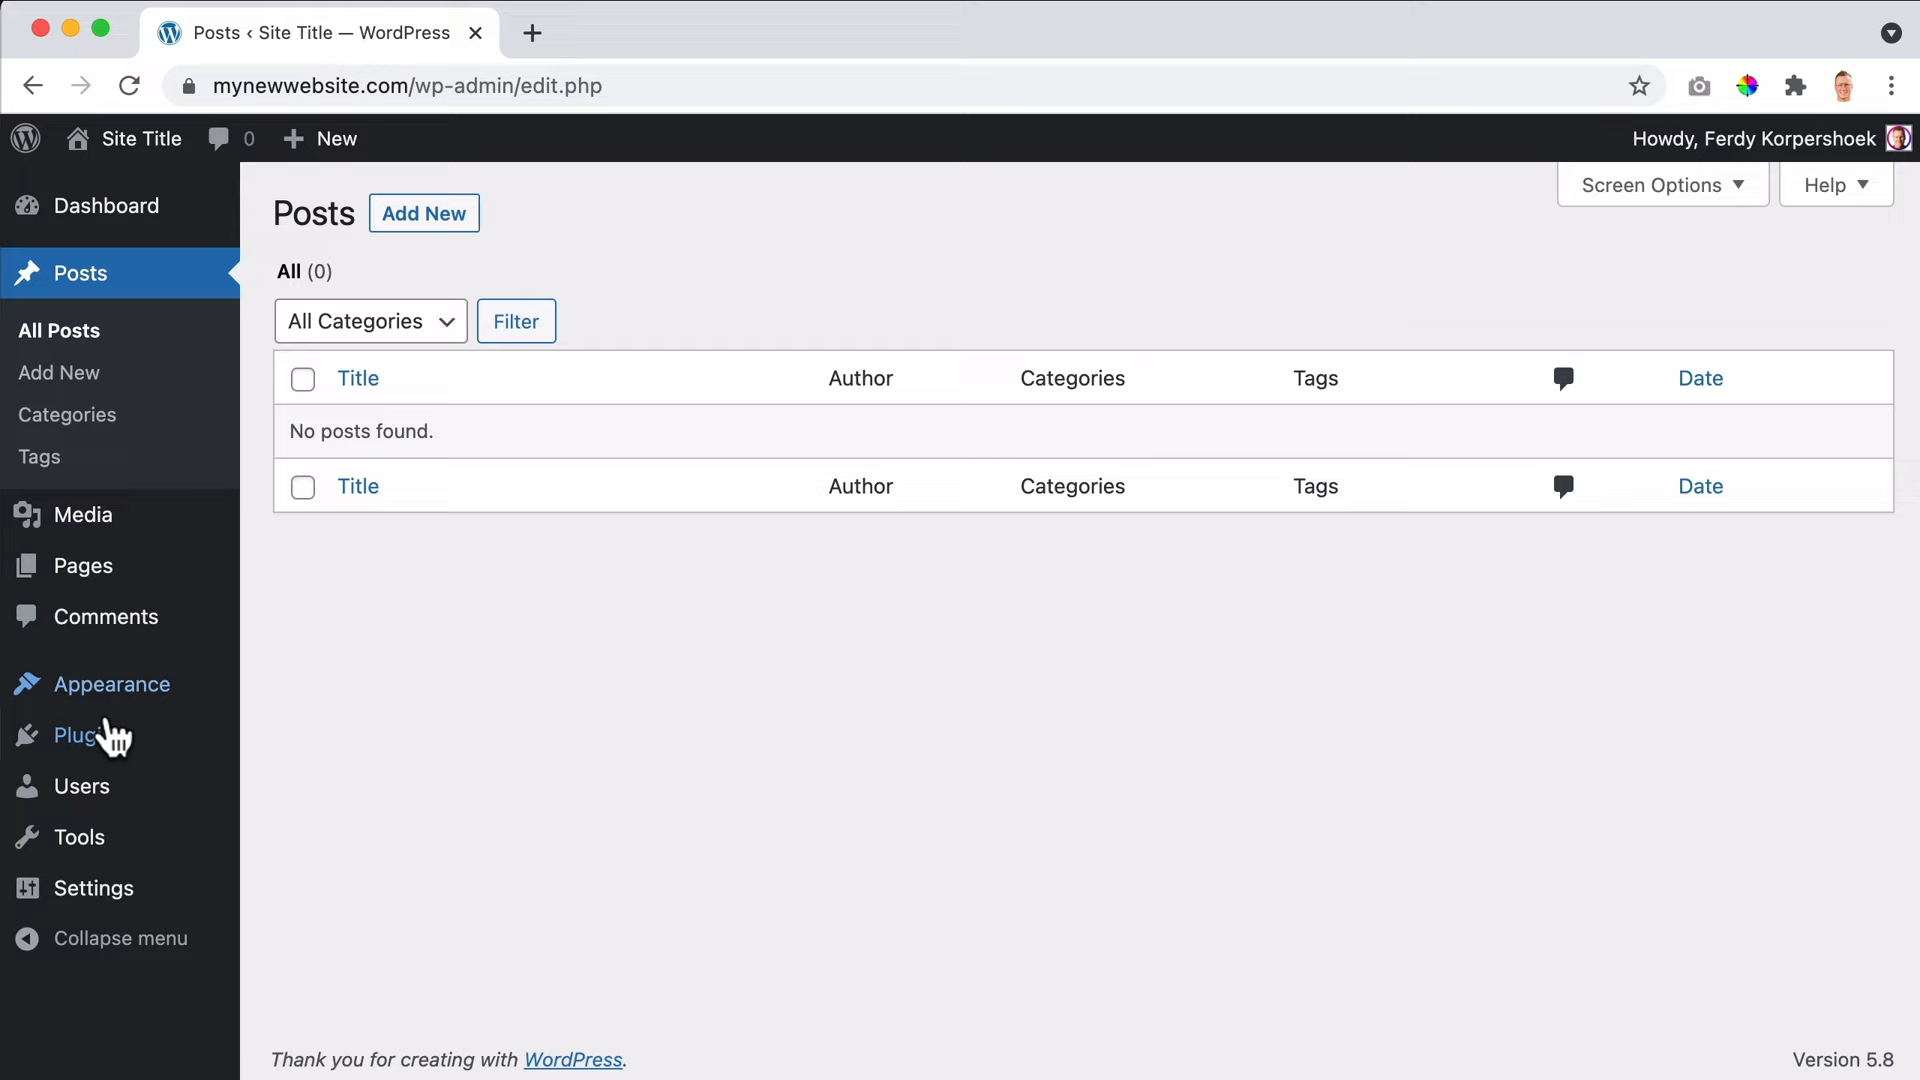 Posts ‹ Site Title — WordPress
mynewwebsite.com/wp-admin/edit.php
Site Title 0 New
Howdy, Ferdy Korpershoek
Screen Options Help
Dashboard
Posts
All Posts
Add New
Categories
Tags
Media
Pages
Comments
Appearance
Users
Tools
Settings
Collapse menu
Posts Add New
All (0)
All Categories Filter
Title Author Categories Tags Date
No posts found.
Title Author Categories Tags Date
Thank you for creating with WordPress.
Version 5.8